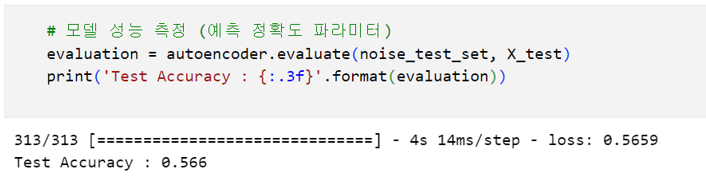 # 모델 성능 측정 (예측 정확도 파라미터)
evaluation = autoencoder.evaluate(noise_test_set, X_test)
print('Test Accuracy : {:.3f}'.format(evaluation))
313/313 [==============================] - 4s 14ms/step - loss: 0.5659
Test Accuracy : 0.566